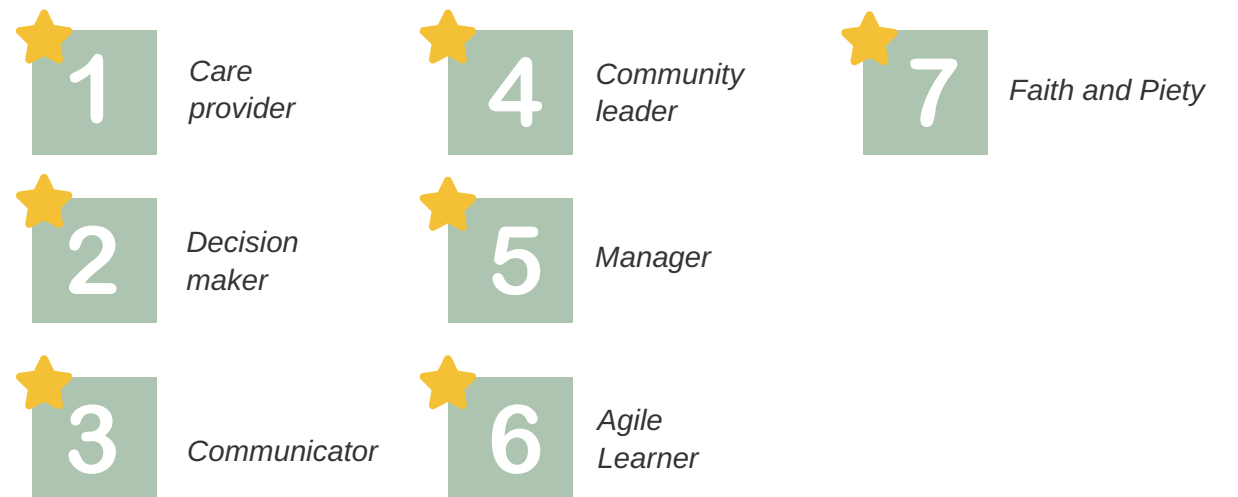 1
Care
provider
2
Decision
maker
3
Communicator
4
Community
leader
5
Manager
6
Agile
Learner
7
Faith and Piety